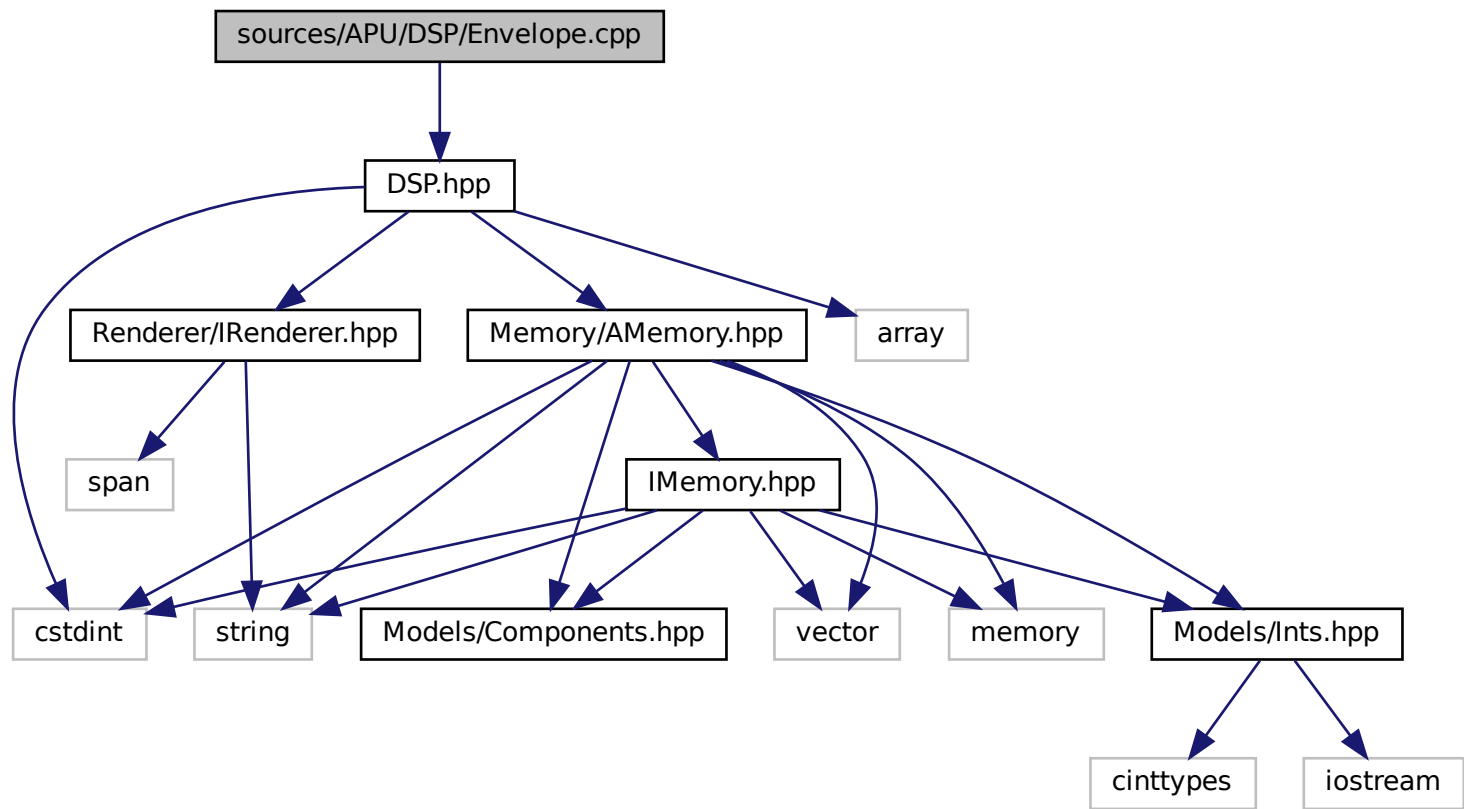 sources/APU/DSP/Envelope.cpp
DSP.hpp
Renderer/IRenderer.hpp
Memory/AMemory.hpp
array
span
IMemory.hpp
cstdint
string
Models/Components.hpp
vector
memory
Models/Ints.hpp
cinttypes
iostream